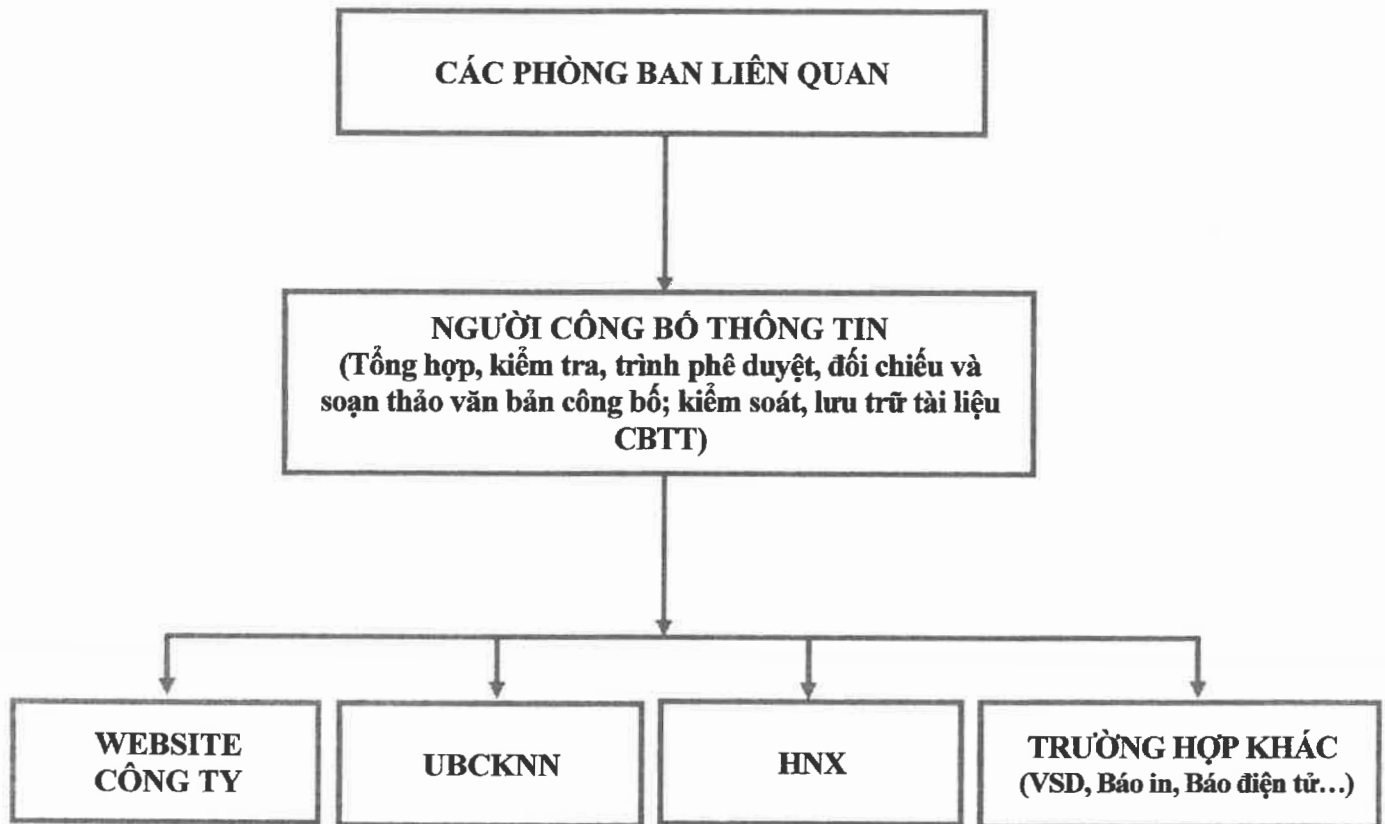 CÁC PHÒNG BAN LIÊN QUAN
NGƯỜI CÔNG BỐ THÔNG TIN
(Tổng hợp, kiểm tra, trình phê duyệt, đối chiếu và
soạn thảo văn bản công bố; kiểm soát, lưu trữ tài liệu
CBTT)
WEBSITE
CÔNG TY
UBCKNN
HNX
TRƯỜNG HỢP KHÁC
(VSD, Báo in, Báo điện tử…)